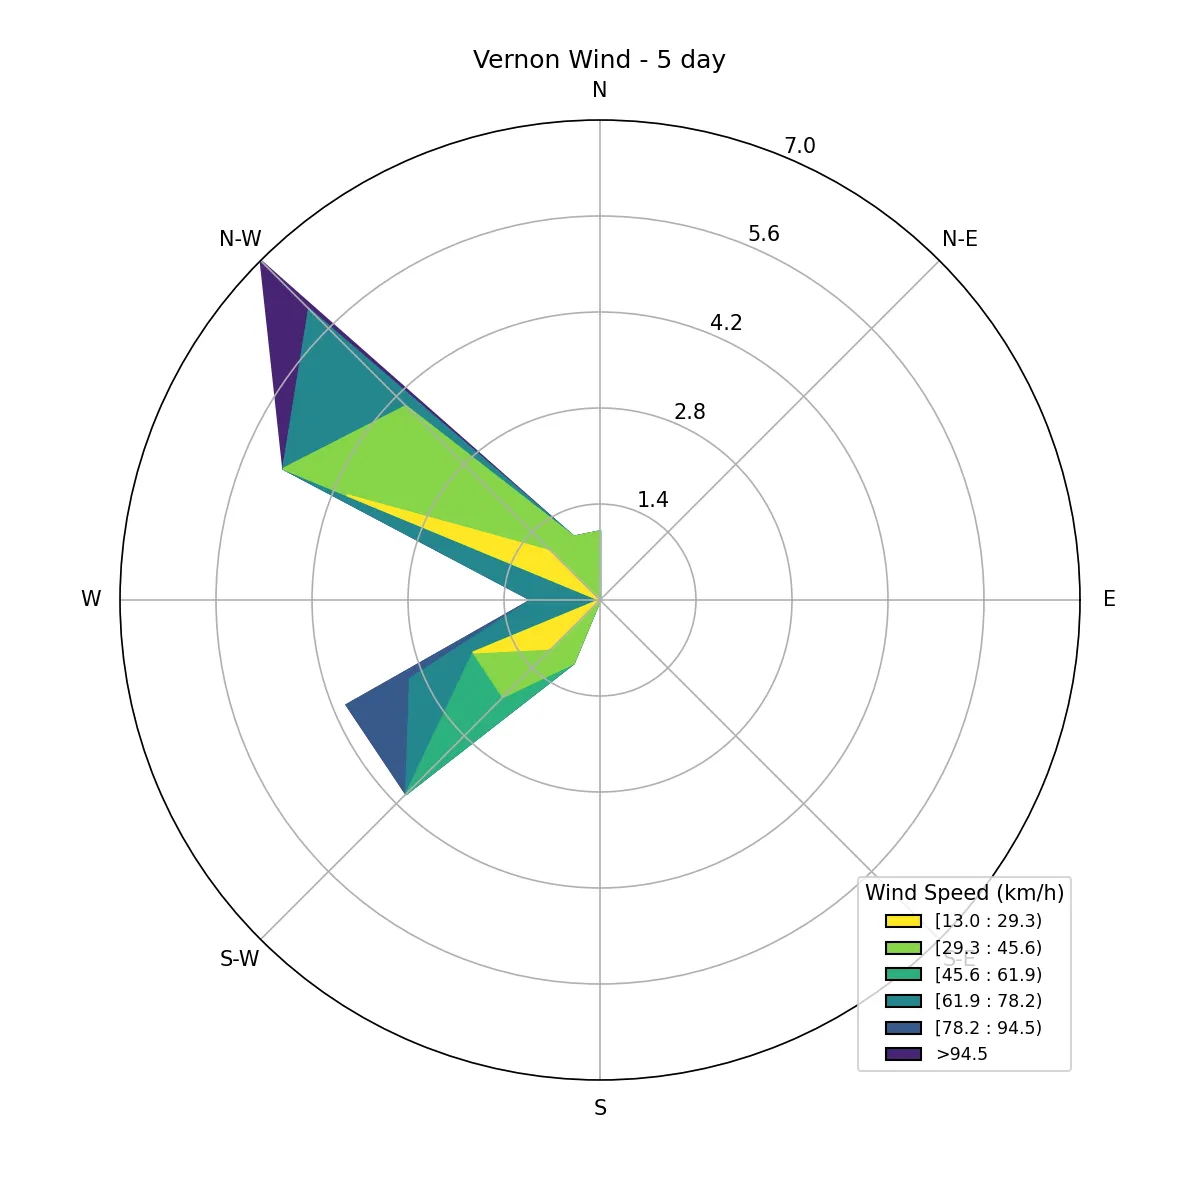 Vernon Wind - 5 day
N
7.0
5.6
N-W
N-E
4.2
2.8
1.4
W
E
S-W
S-E
S
Wind Speed (km/h)
[13.0 : 29.3)
[29.3 : 45.6)
[45.6 : 61.9)
[61.9 : 78.2)
[78.2 : 94.5)
>94.5